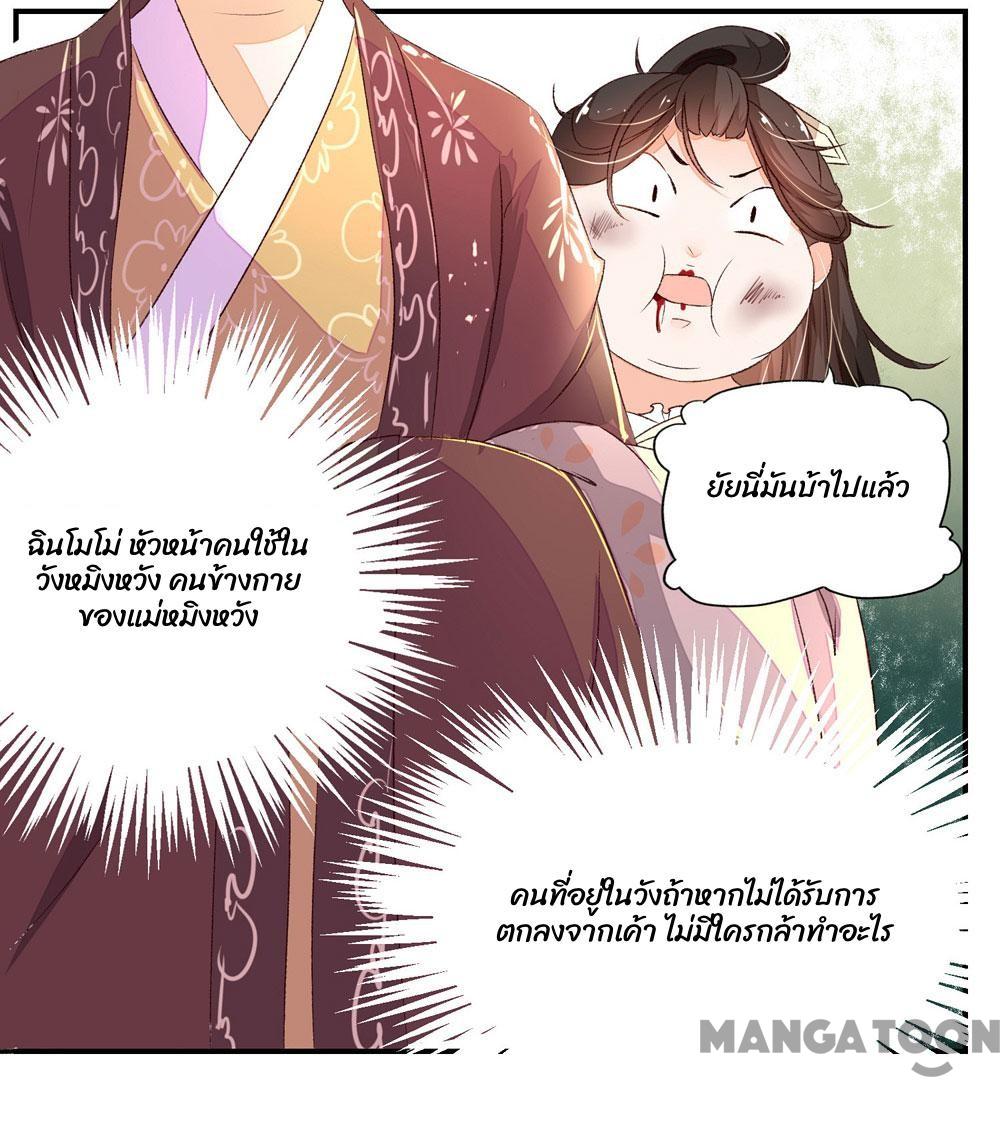 ยัยนี่มันบ้าไปแล้ว
ฉินโมโม่ หัวหน้าคนใช้ใน
วังหมิงหวัง คนข้างกาย
ของแม่หมิงหวัง
คนที่อยู่ในวังถ้าหากไม่ได้รับการ
ตกลงจากเค้า ไม่มีใครกล้าทำอะไร
MANGATOON